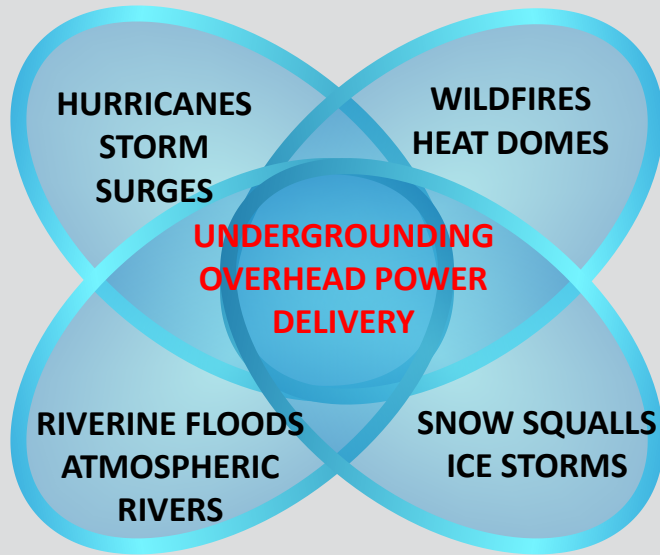 HURRICANES
STORM
SURGES
WILDFIRES
HEAT DOMES
UNDERGROUNDING
OVERHEAD POWER
DELIVERY
RIVERINE FLOODS
ATMOSPHERIC
RIVERS
SNOW SQUALLS
ICE STORMS